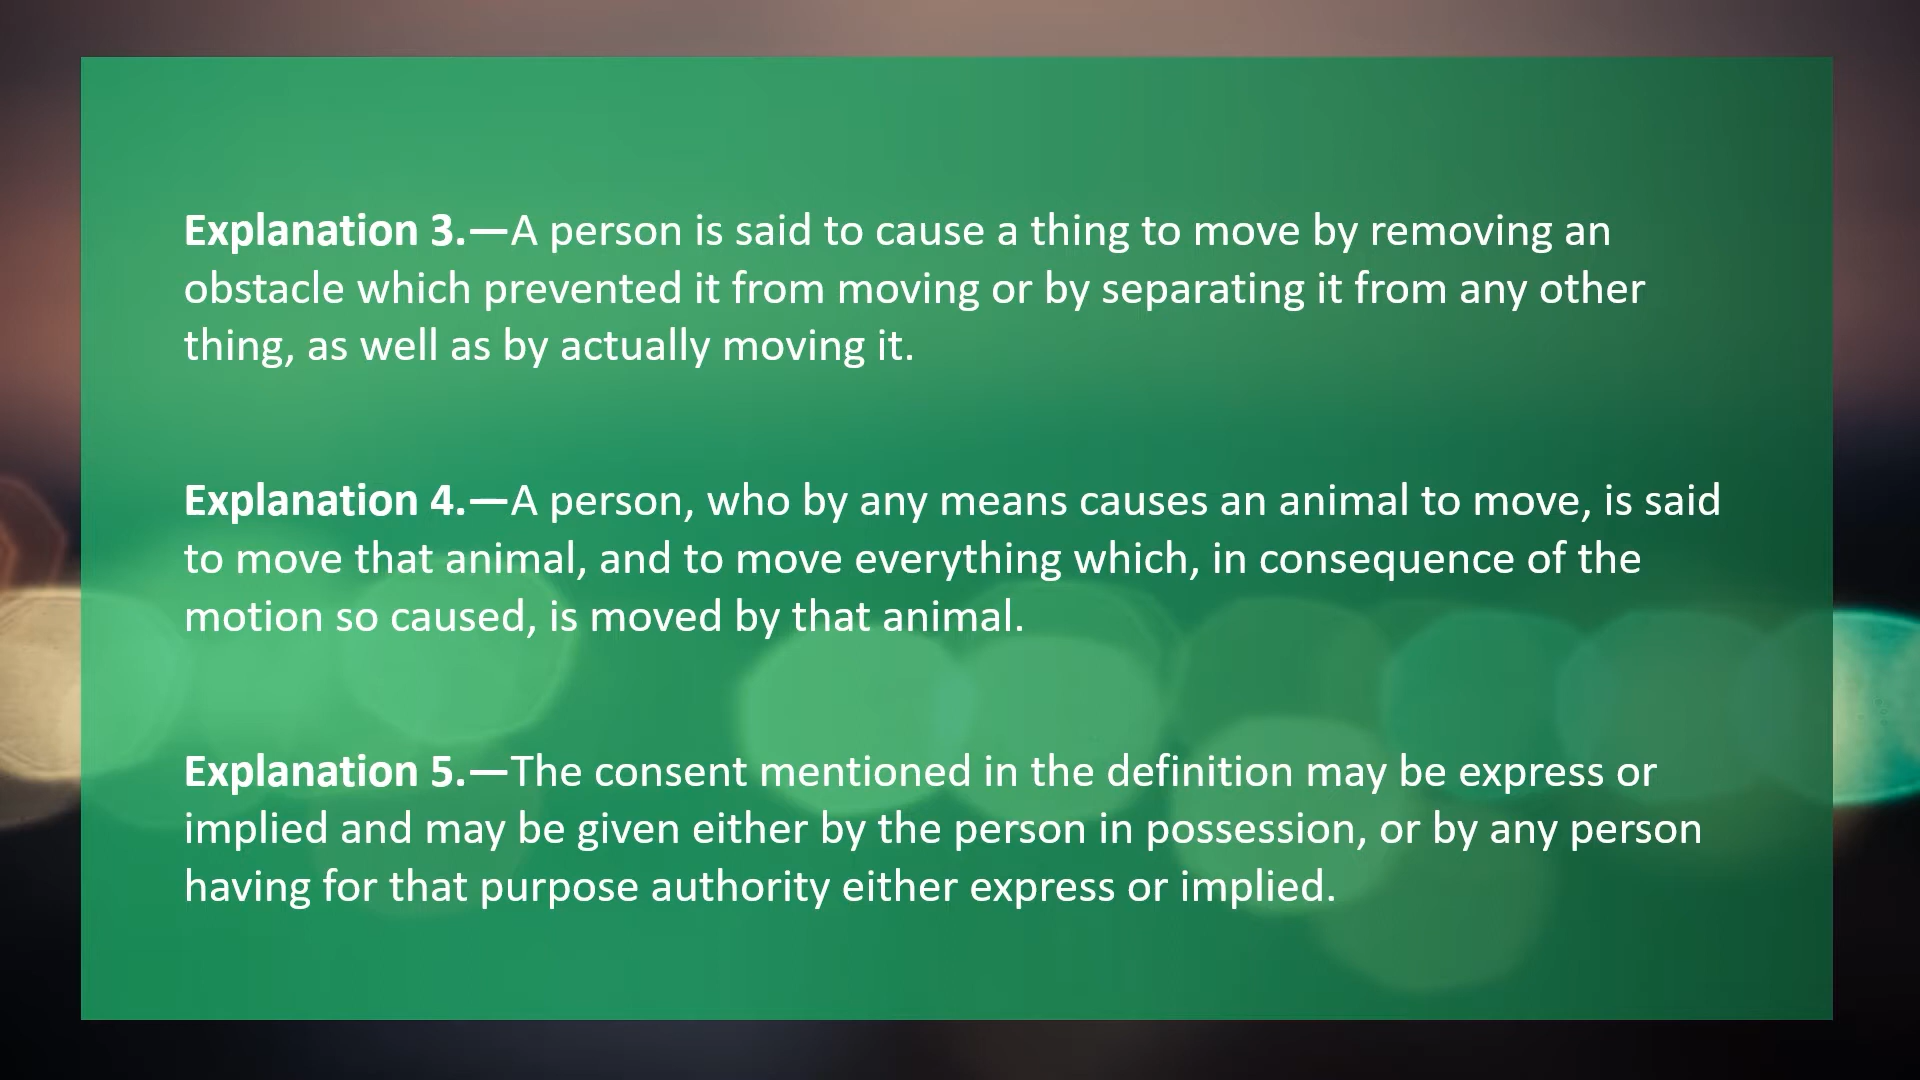 Explanation 3.—A person is said to cause a thing to move by removing an
obstacle which prevented it from moving or by separating it from any other
thing, as well as by actually moving it.
Explanation 4.—A person, who by any means causes an animal to move, is said
to move that animal, and to move everything which, in consequence of the
motion so caused, is moved by that animal.
Explanation 5.—The consent mentioned in the definition may be express or
implied and may be given either by the person in possession, or by any person
having for that purpose authority either express or implied.